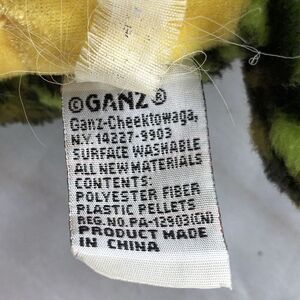 ©GANZ®
Ganz-Cheektowaga,
N.Y. 14227-9903
SURFACE WASHABLE
ALL NEW MATERIALS
CONTENTS:
POLYESTER FIBER
PLASTIC PELLETS
REG.NO.PA-12903(CN)
PRODUCT MADE
IN CHINA